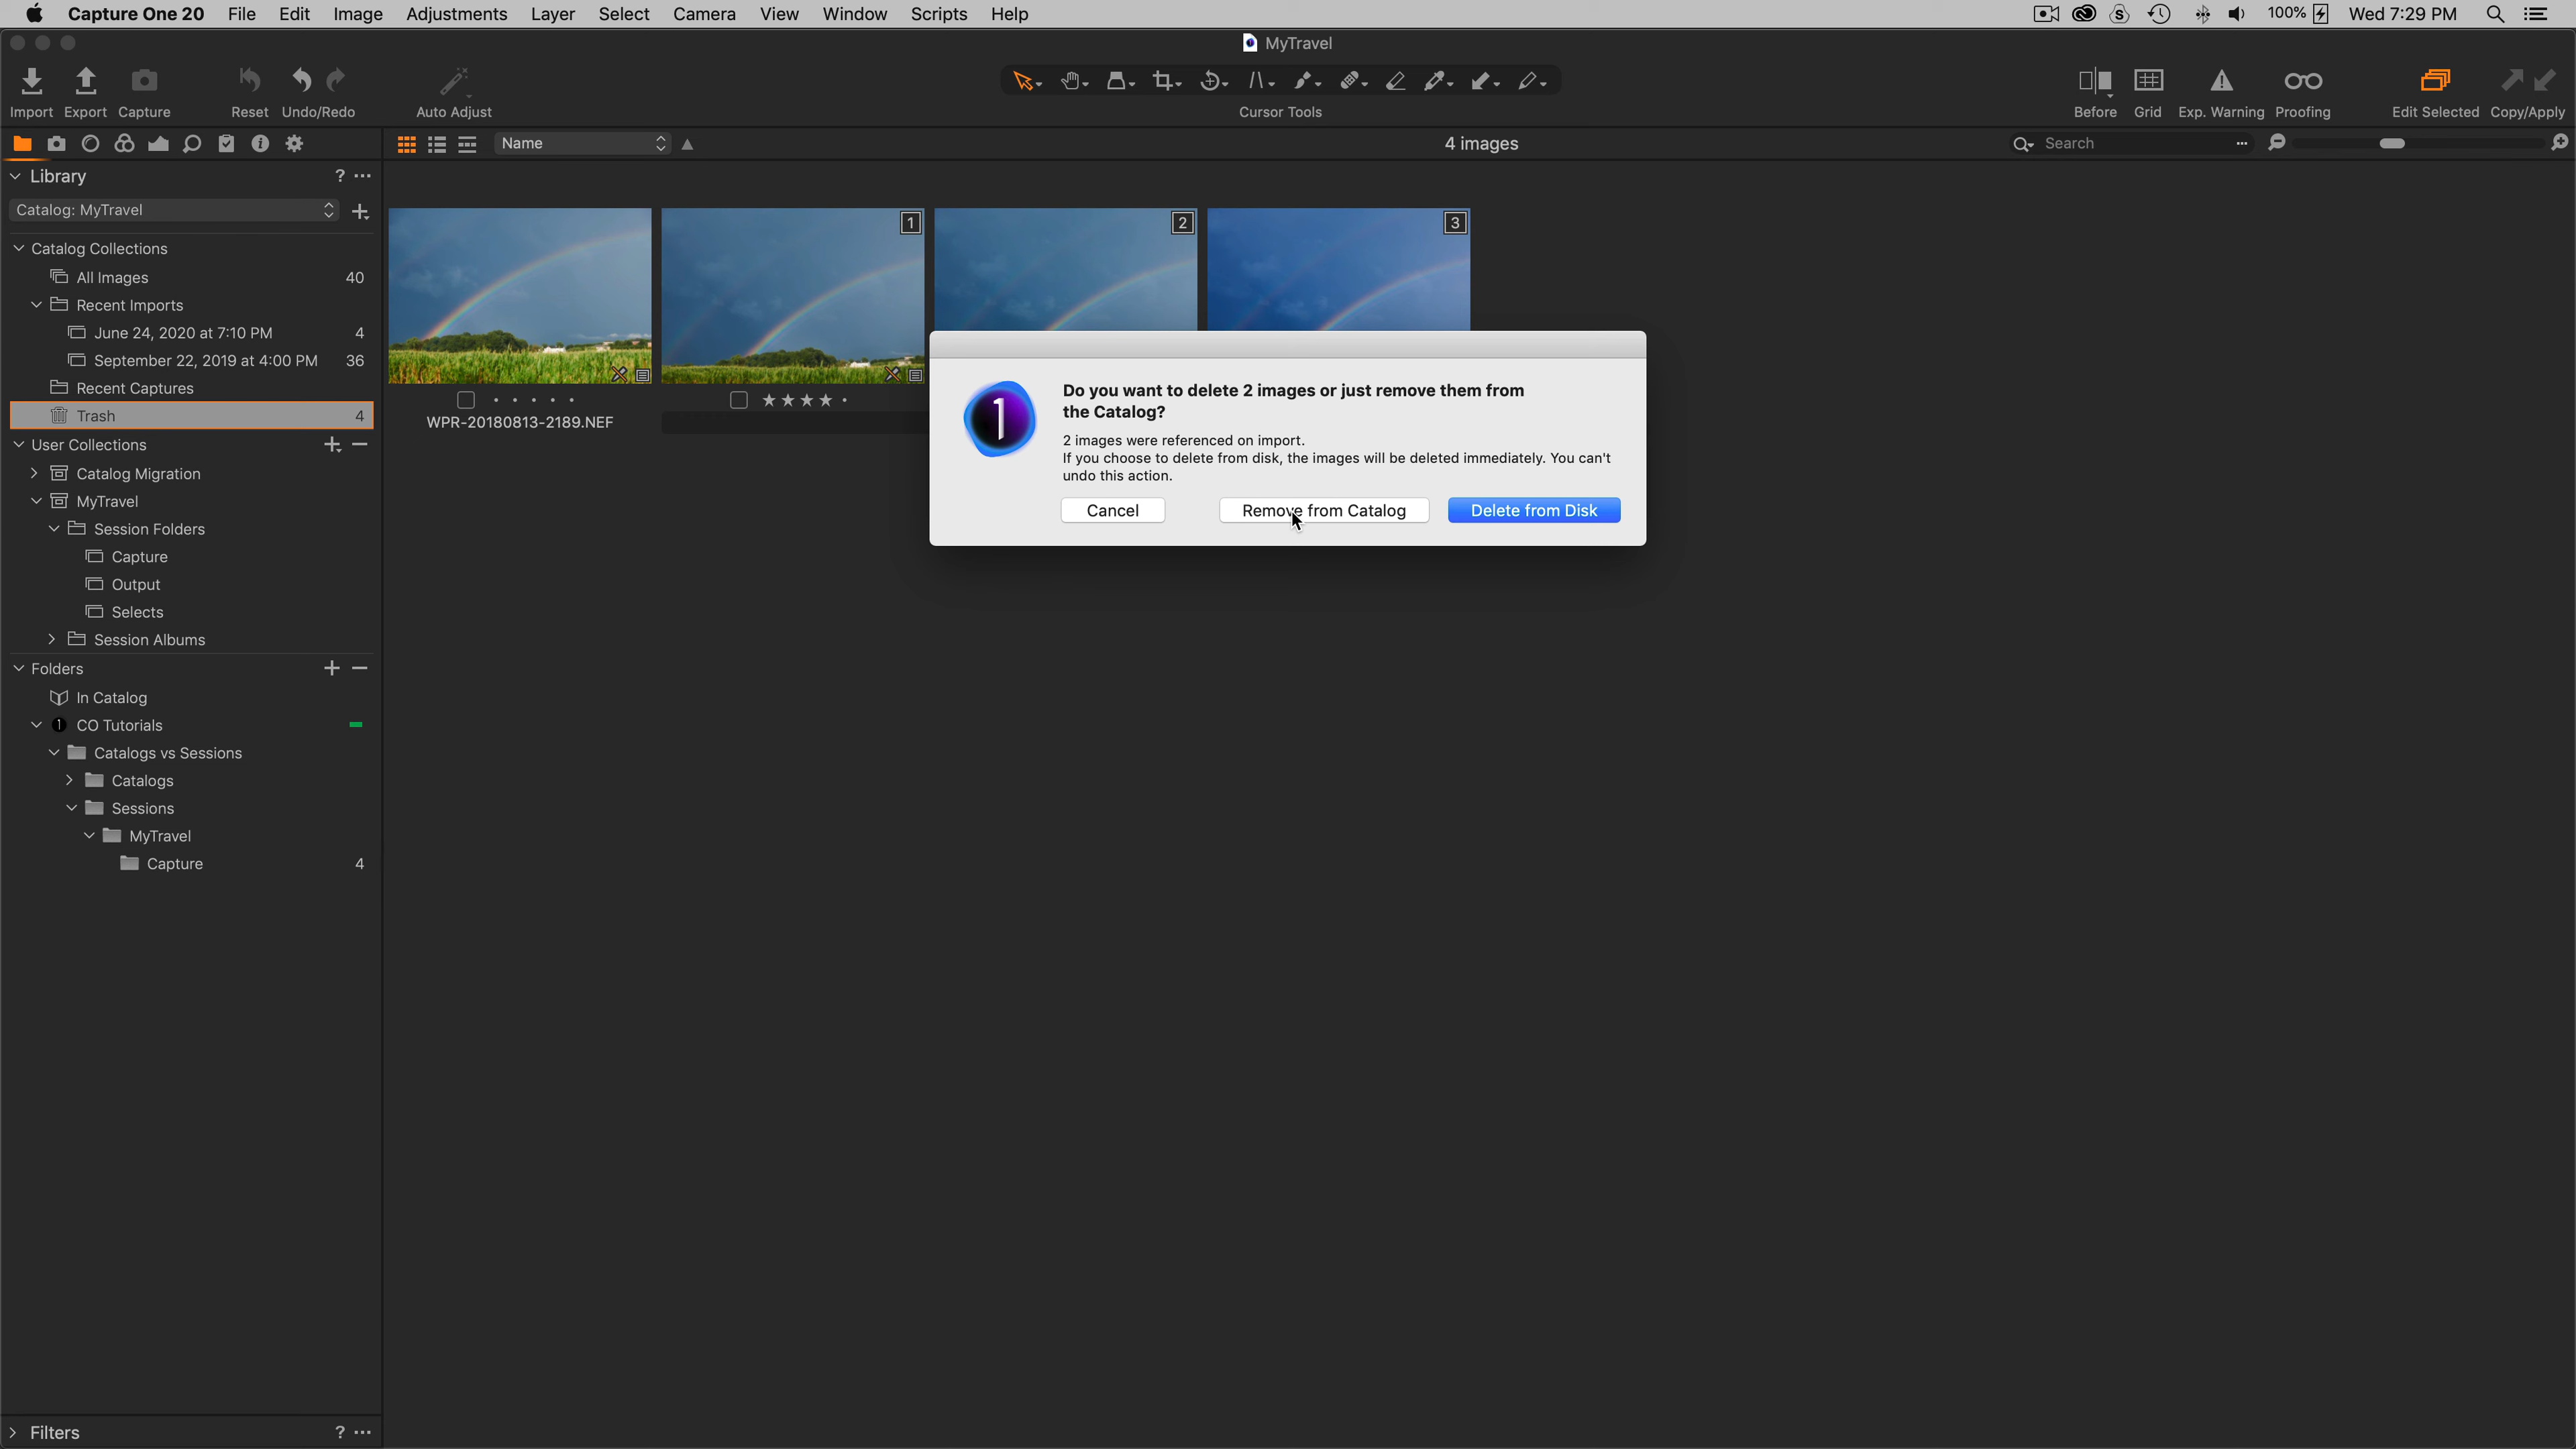 Capture One 20 File Edit Image Adjustments Layer Select Camera View Window Scripts Help 100% Wed 7:29 PM
MyTravel
Import Export Capture Reset Undo/Redo Auto Adjust Cursor Tools Before Grid Exp. Warning Proofing Edit Selected Copy/Apply
Name 4 images Search
Library ?
Catalog: MyTravel
1 2 3
Catalog Collections
All Images 40
Recent Imports
June 24, 2020 at 7:10 PM 4
September 22, 2019 at 4:00 PM 36
Recent Captures
Trash 4
WPR-20180813-2189.NEF
User Collections
Catalog Migration
MyTravel
Session Folders
Capture
Output
Selects
Session Albums
Folders
In Catalog
CO Tutorials
Catalogs vs Sessions
Catalogs
Sessions
MyTravel
Capture 4
Filters ?
Do you want to delete 2 images or just remove them from
the Catalog?
2 images were referenced on import.
If you choose to delete from disk, the images will be deleted immediately. You can't
undo this action.
Cancel Remove from Catalog Delete from Disk